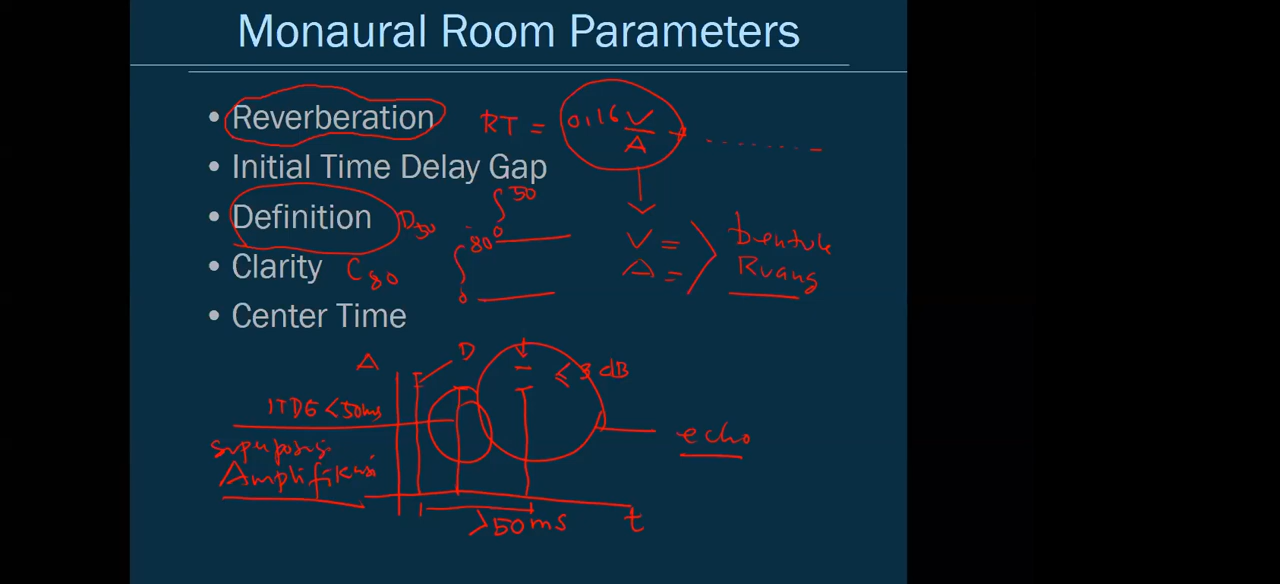 Monaural Room Parameters
• Reverberation
RT = 0,16 V/A + ........
• Initial Time Delay Gap
• Definition D50
∫ 50 0
• Clarity C80
∫ 80 0
V =
A =
Bentuk
Ruang
• Center Time
A
D
≤ 3 dB
ITDG < 50ms
superposisi
Amplifikasi
echo
>50ms
t